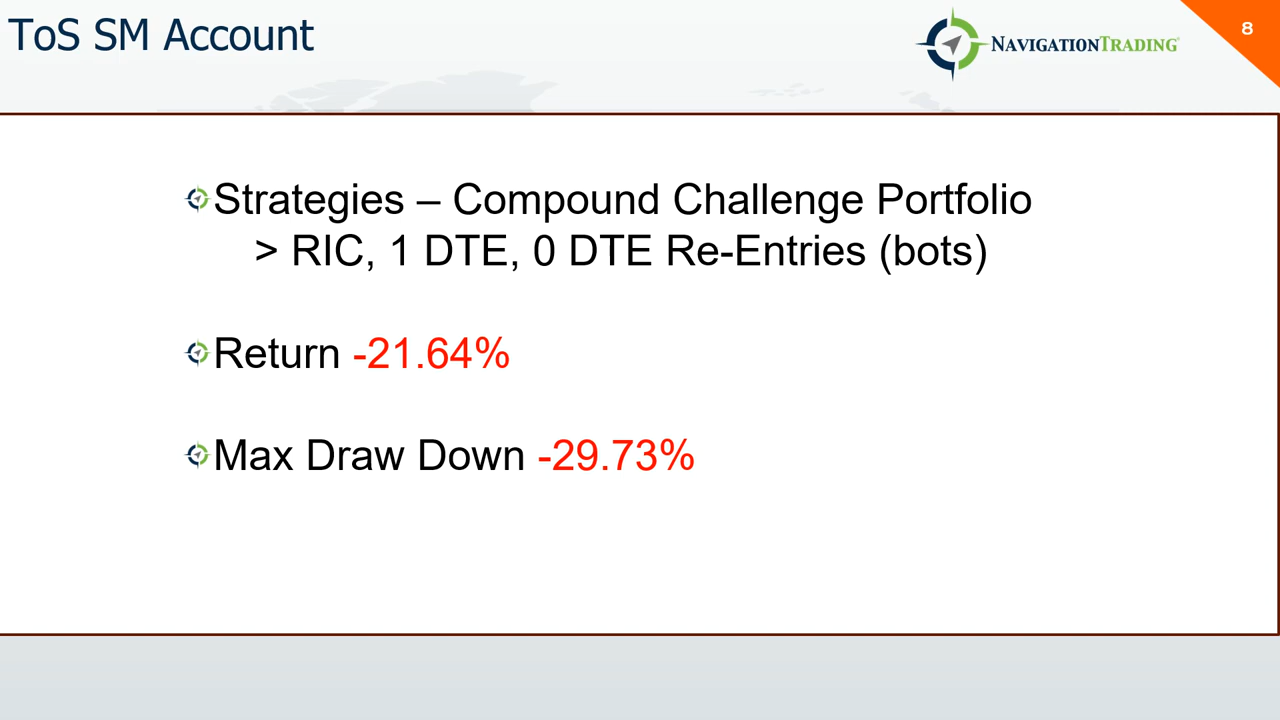 ToS SM Account
NAVIGATIONTRADING
8
Strategies – Compound Challenge Portfolio
> RIC, 1 DTE, 0 DTE Re-Entries (bots)
Return -21.64%
Max Draw Down -29.73%